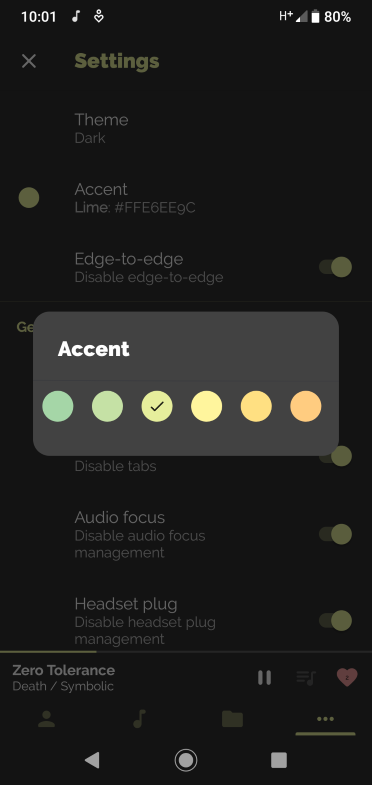 10:01
H+ 80%
Settings
Theme
Dark
Accent
Lime: #FFE6EE9C
Edge-to-edge
Disable edge-to-edge
Ge
Accent
Disable tabs
Audio focus
Disable audio focus
management
Headset plug
Disable headset plug
management
Zero Tolerance
Death / Symbolic